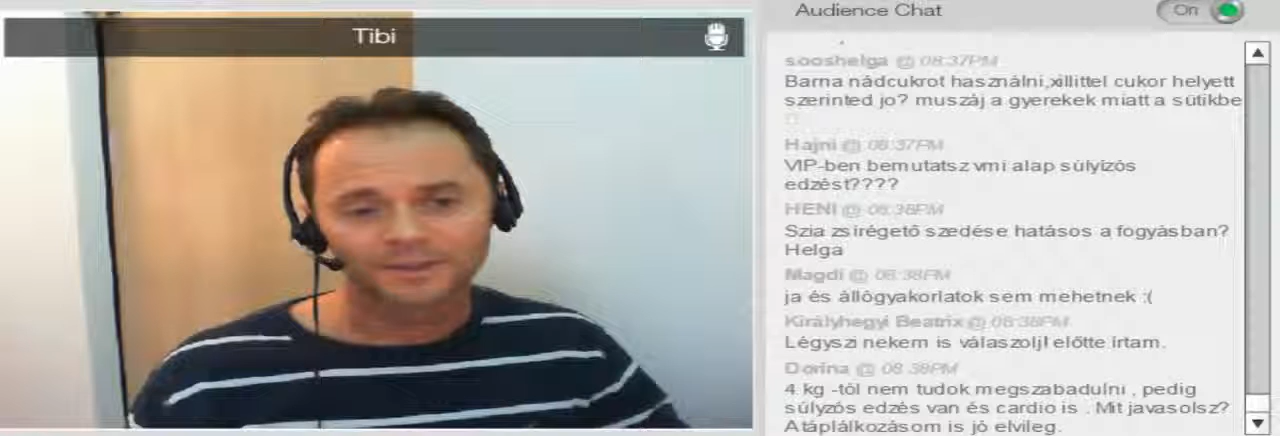 Tibi
Audience Chat
On
sooshelga @ 08:37PM
Barna nádcukrot használni,xillittel cukor helyett
szerinted jo? muszáj a gyerekek miatt a sütikbe
Hajni @ 08:37PM
VIP-ben bemutatsz vmi alap súlyízós
edzést????
HENI @ 08:38PM
Szia zsirégető szedése hatásos a fogyásban?
Helga
Magdi @ 08:38PM
ja és állógyakorlatok sem mehetnek :(
Királyhegyi Beatrix @ 08:38PM
Légyszi nekem is válaszolj! előtte írtam.
Dorina @ 08:38PM
4 kg -tól nem tudok megszabadulni , pedig
súlyzós edzés van és cardio is . Mit javasolsz?
A táplálkozásom is jó elvileg.